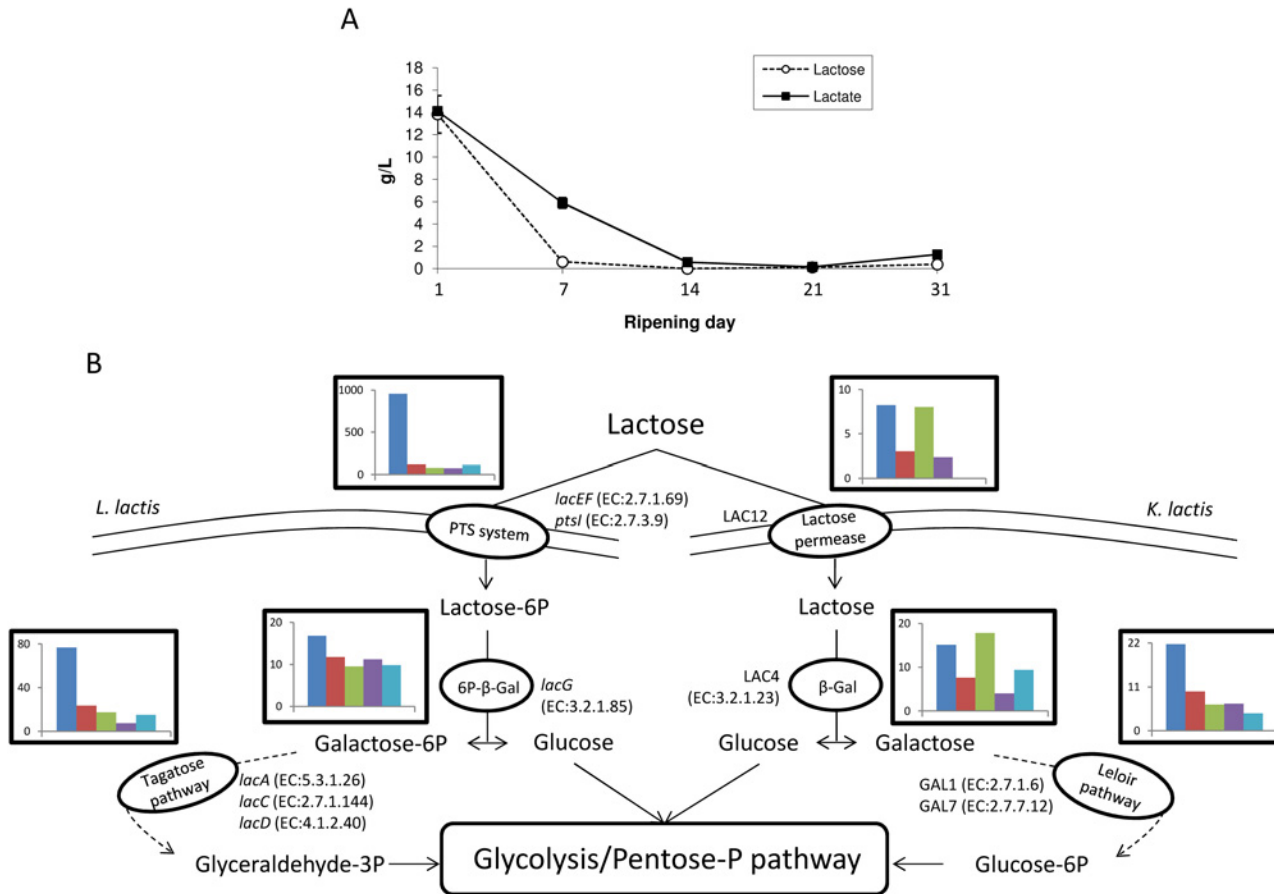 A
18
16
14
12
10
8
6
4
2
0
g/L
Lactose
Lactate
1 7 14 21 31
Ripening day
B
1000
500
0
10
5
0
Lactose
L. lactis
PTS system
lacEF (EC:2.7.1.69)
ptsI (EC:2.7.3.9)
LAC12
Lactose
permease
K. lactis
Lactose-6P
Lactose
80
40
0
20
10
0
6P-β-Gal
lacG
(EC:3.2.1.85)
LAC4
(EC:3.2.1.23)
β-Gal
20
10
0
22
11
0
Galactose-6P
Glucose
Glucose
Galactose
Tagatose
pathway
lacA (EC:5.3.1.26)
lacC (EC:2.7.1.144)
lacD (EC:4.1.2.40)
GAL1 (EC:2.7.1.6)
GAL7 (EC:2.7.7.12)
Leloir
pathway
Glyceraldehyde-3P
Glycolysis/Pentose-P pathway
Glucose-6P